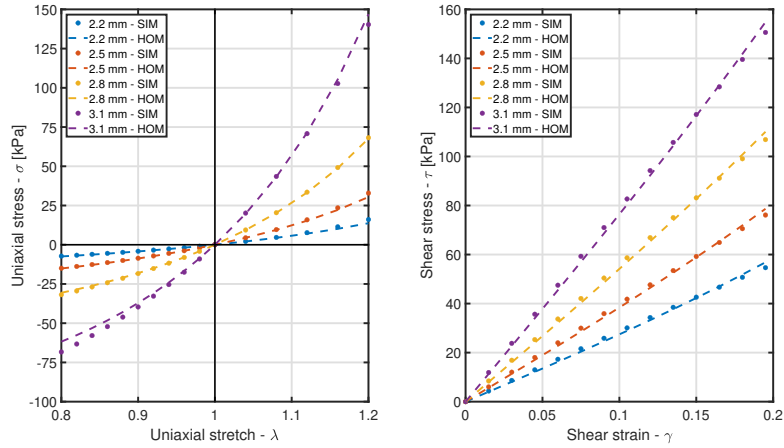 150
125
100
75
50
25
0
-25
-50
-75
-100
0.8
0.9
1
1.1
1.2
Uniaxial stress - σ [kPa]
Uniaxial stretch - λ
2.2 mm - SIM
2.2 mm - HOM
2.5 mm - SIM
2.5 mm - HOM
2.8 mm - SIM
2.8 mm - HOM
3.1 mm - SIM
3.1 mm - HOM
160
140
120
100
80
60
40
20
0
0
0.05
0.1
0.15
0.2
Shear stress - τ [kPa]
Shear strain - γ
2.2 mm - SIM
2.2 mm - HOM
2.5 mm - SIM
2.5 mm - HOM
2.8 mm - SIM
2.8 mm - HOM
3.1 mm - SIM
3.1 mm - HOM